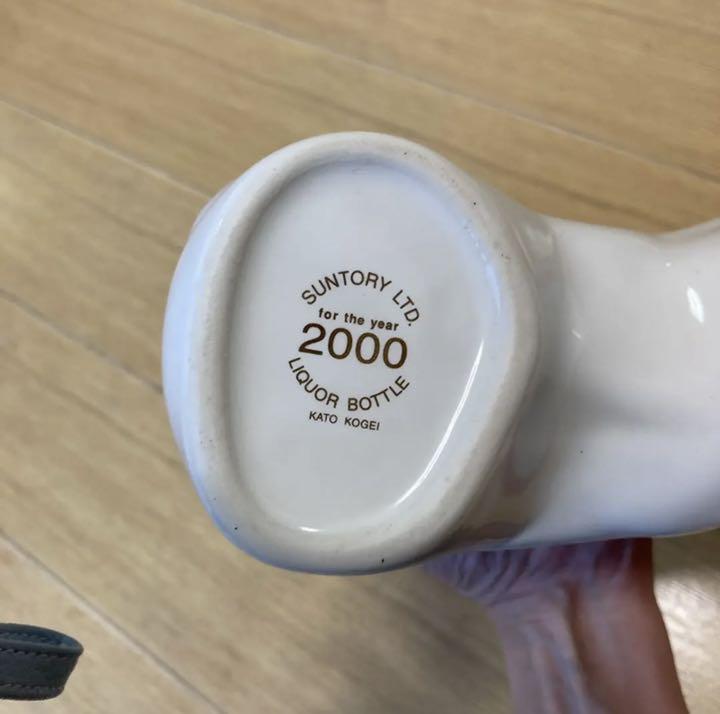 SUNTORY LTD.
for the year
2000
LIQUOR BOTTLE
KATO KOGEI